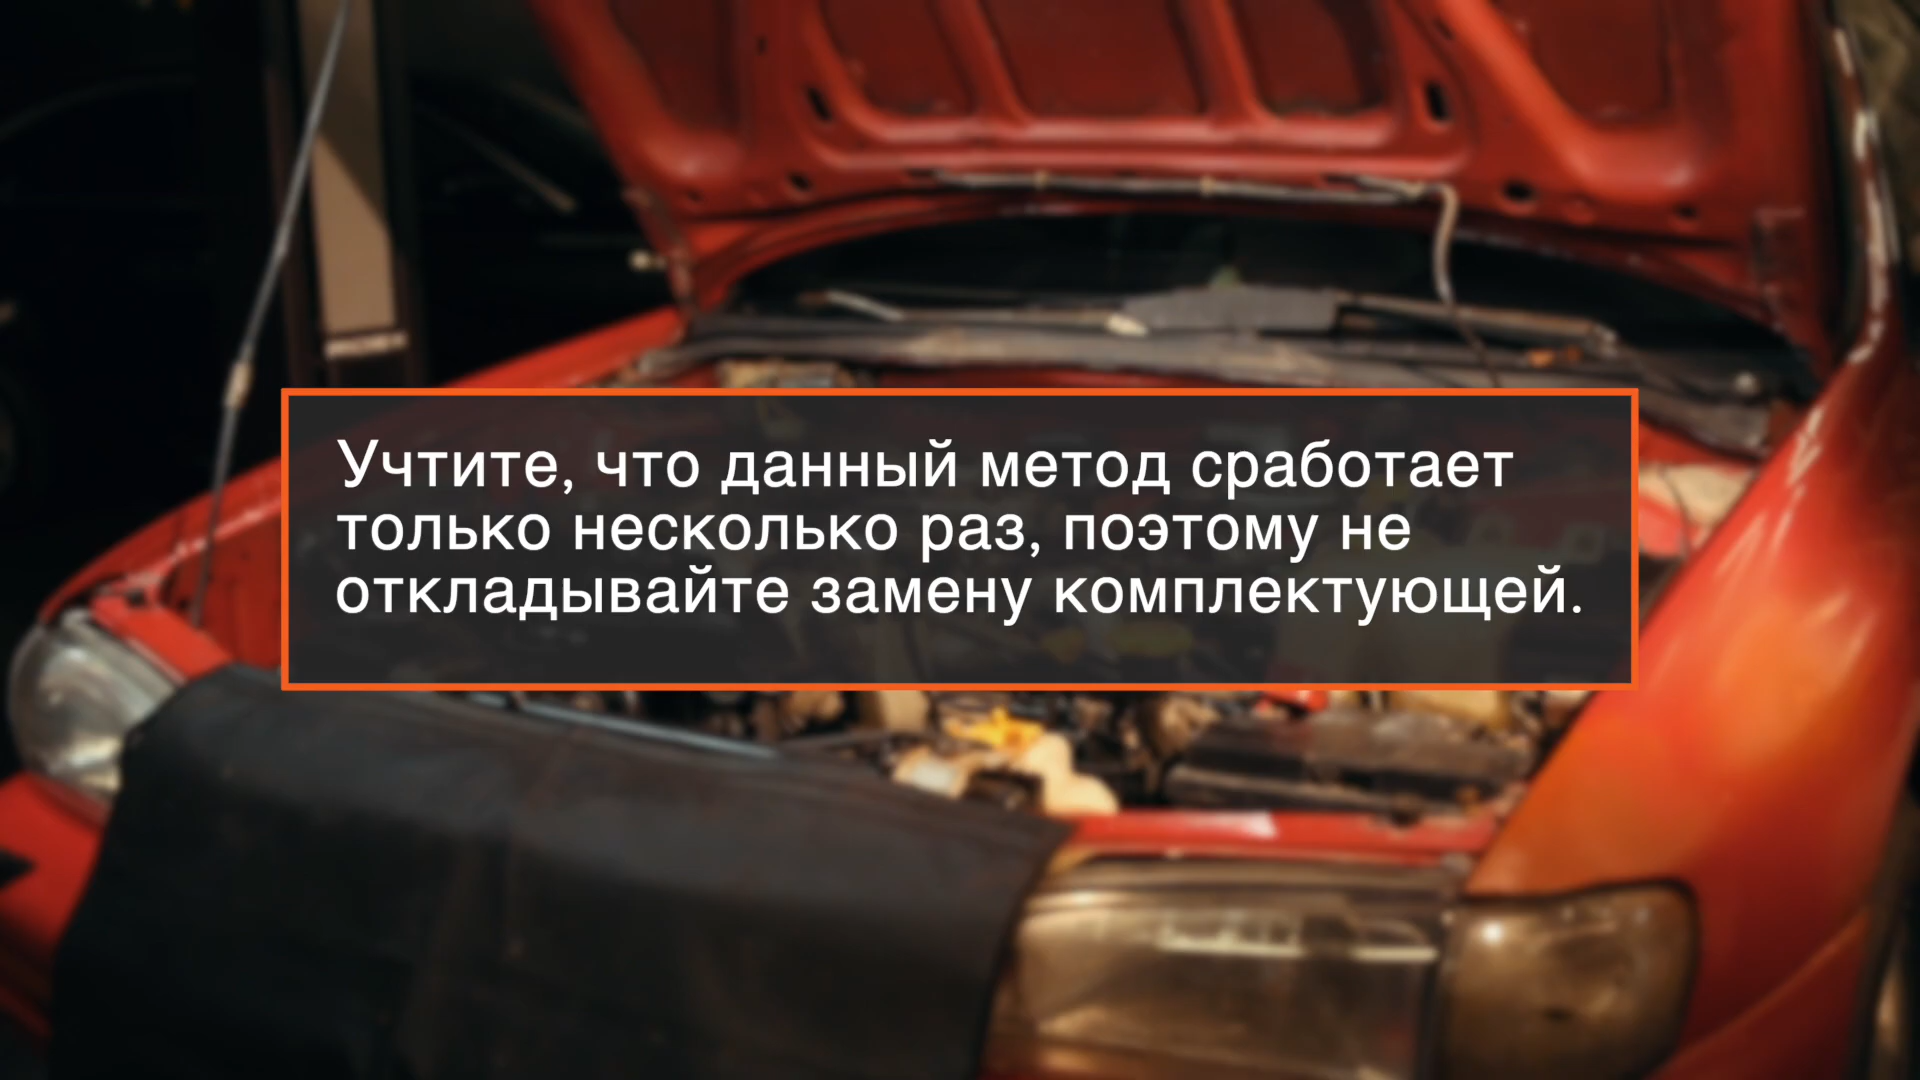 Учтите, что данный метод сработает
только несколько раз, поэтому не
откладывайте замену комплектующей.